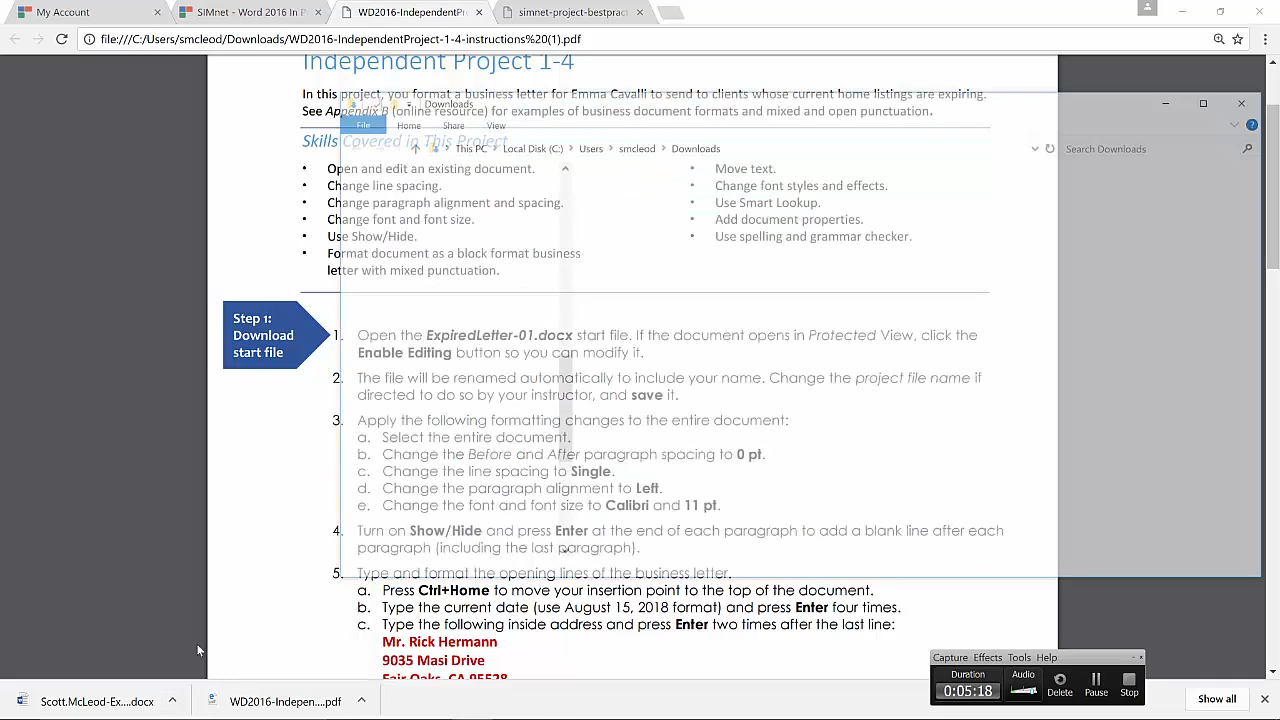 My Account
SIMnet - Word 2016 In P
WD2016-IndependentPr
simnet-project-bestpract
file:///C:/Users/smcleod/Downloads/WD2016-IndependentProject-1-4-instructions%20(1).pdf
Independent Project 1-4
In this project, you format a business letter for Emma Cavalli to send to clients whose current home listings are expiring.
See Appendix B (online resource) for examples of business document formats and mixed and open punctuation.
Downloads
File Home Share View
Skills Covered in This Project
This PC Local Disk (C:) Users smcleod Downloads
Search Downloads
• Open and edit an existing document.
• Change line spacing.
• Change paragraph alignment and spacing.
• Change font and font size.
• Use Show/Hide.
• Format document as a block format business
letter with mixed punctuation.
• Move text.
• Change font styles and effects.
• Use Smart Lookup.
• Add document properties.
• Use spelling and grammar checker.
Step 1:
Download
start file
1. Open the ExpiredLetter-01.docx start file. If the document opens in Protected View, click the
Enable Editing button so you can modify it.
2. The file will be renamed automatically to include your name. Change the project file name if
directed to do so by your instructor, and save it.
3. Apply the following formatting changes to the entire document:
a. Select the entire document.
b. Change the Before and After paragraph spacing to 0 pt.
c. Change the line spacing to Single.
d. Change the paragraph alignment to Left.
e. Change the font and font size to Calibri and 11 pt.
4. Turn on Show/Hide and press Enter at the end of each paragraph to add a blank line after each
paragraph (including the last paragraph).
5. Type and format the opening lines of the business letter.
a. Press Ctrl+Home to move your insertion point to the top of the document.
b. Type the current date (use August 15, 2018 format) and press Enter four times.
c. Type the following inside address and press Enter two times after the last line:
Mr. Rick Hermann
9035 Masi Drive
Fair Oaks, CA 95528
Capture Effects Tools Help
Duration
0:05:18
Audio
Delete
Pause
Stop
Scott.McLeod-Ex....docx
WD2016-Indepen....pdf
Show all